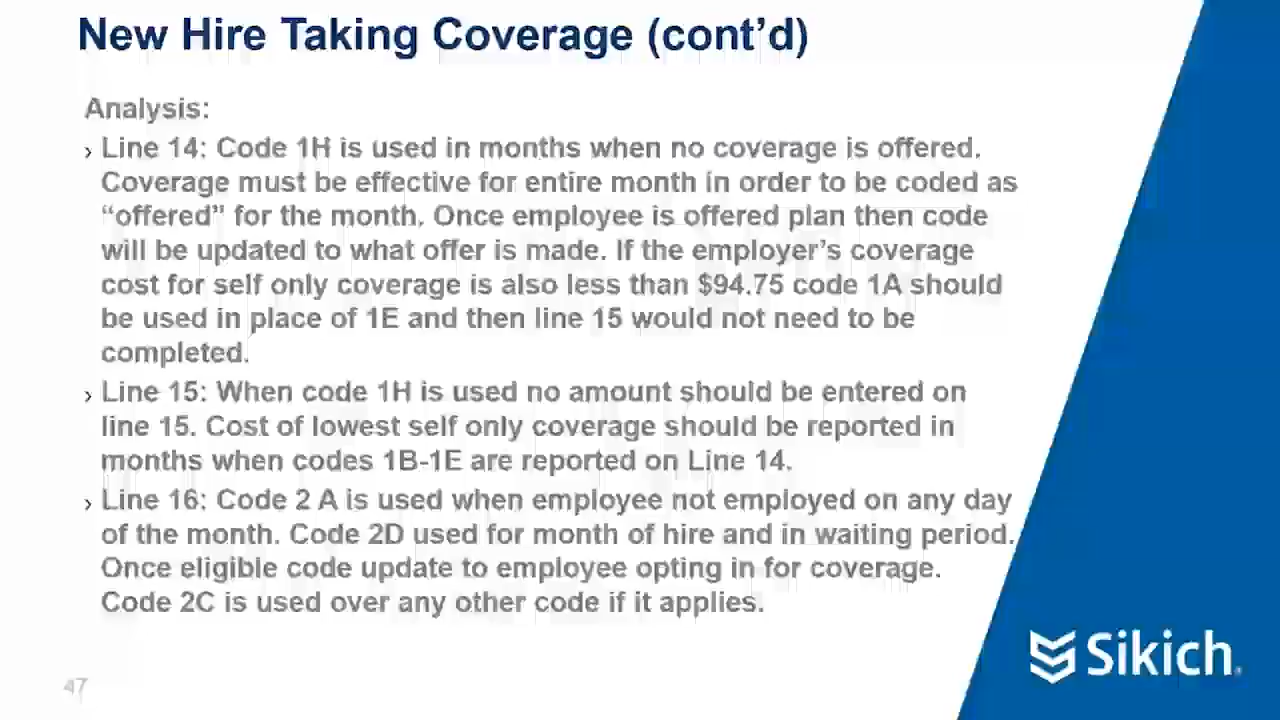 New Hire Taking Coverage (cont’d)
Analysis:
› Line 14: Code 1H is used in months when no coverage is offered.
Coverage must be effective for entire month in order to be coded as
“offered” for the month. Once employee is offered plan then code
will be updated to what offer is made. If the employer’s coverage
cost for self only coverage is also less than $94.75 code 1A should
be used in place of 1E and then line 15 would not need to be
completed.
› Line 15: When code 1H is used no amount should be entered on
line 15. Cost of lowest self only coverage should be reported in
months when codes 1B-1E are reported on Line 14.
› Line 16: Code 2 A is used when employee not employed on any day
of the month. Code 2D used for month of hire and in waiting period.
Once eligible code update to employee opting in for coverage.
Code 2C is used over any other code if it applies.
Sikich.
47